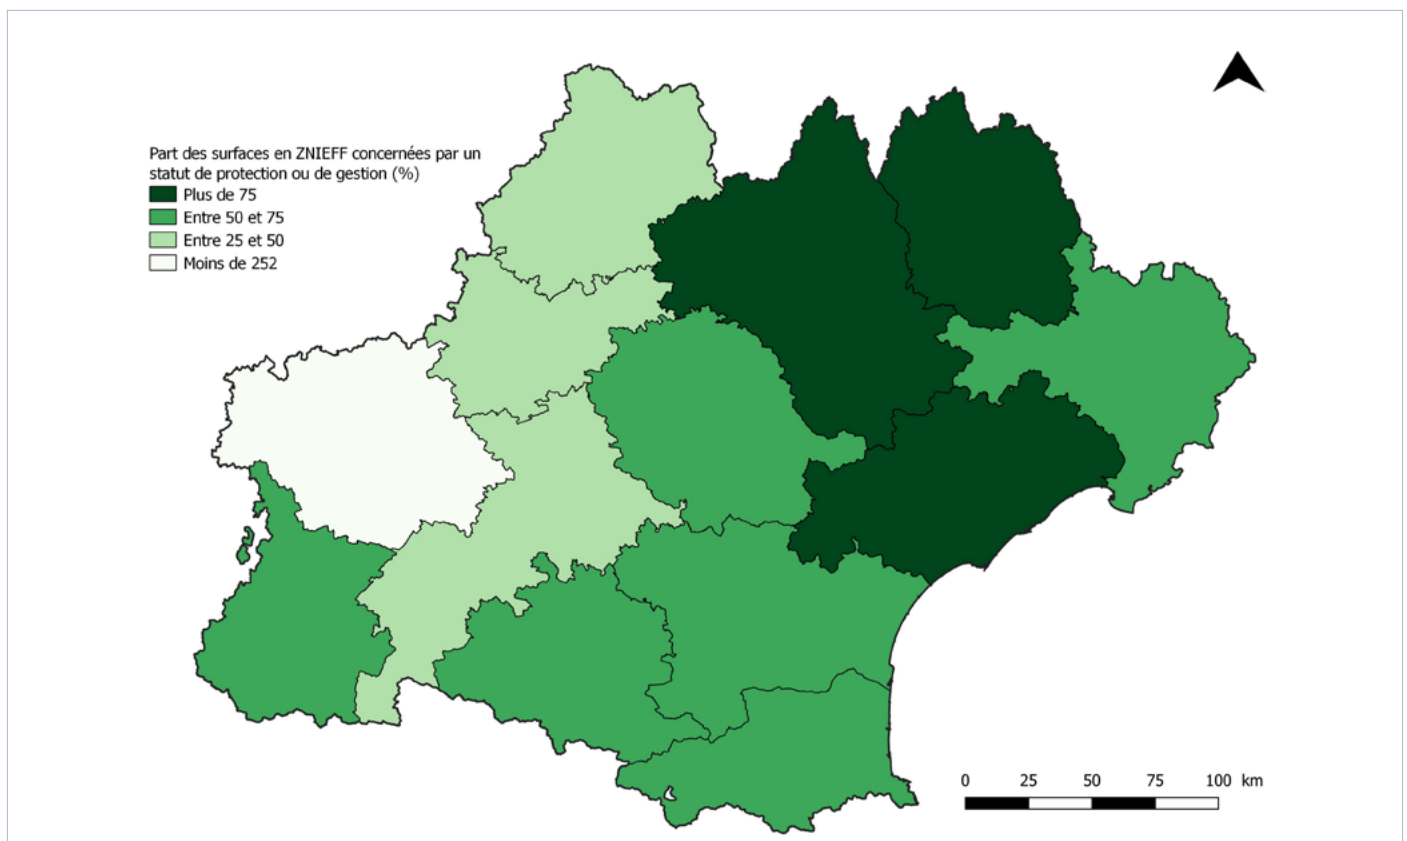 Part des surfaces en ZNIEFF concernées par un
statut de protection ou de gestion (%)
Plus de 75
Entre 50 et 75
Entre 25 et 50
Moins de 252
0 25 50 75 100 km